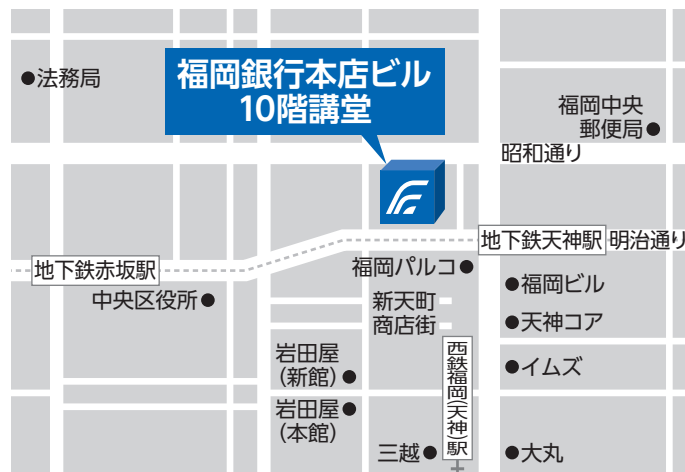 法務局
福岡銀行本店ビル
10階講堂
福岡中央
郵便局
昭和通り
地下鉄天神駅
明治通り
地下鉄赤坂駅
中央区役所
福岡パルコ
新天町
商店街
福岡ビル
天神コア
岩田屋
(新館)
西鉄福岡(天神)駅
イムズ
岩田屋
(本館)
三越
大丸